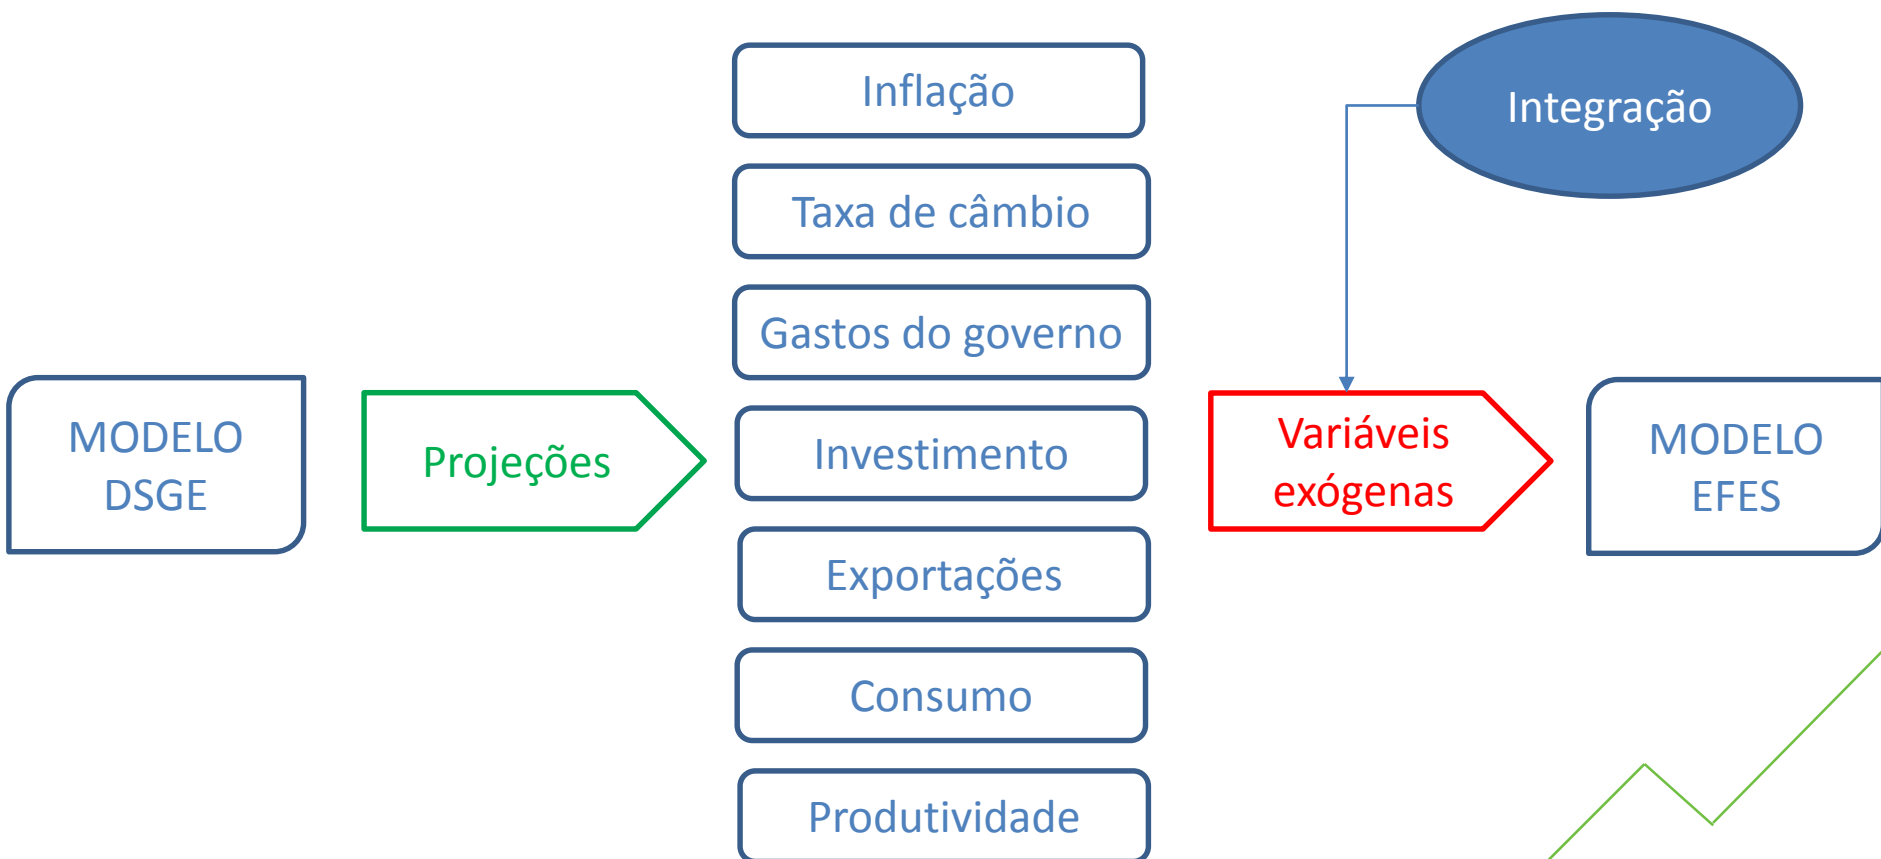 Inflação
Integração
Taxa de câmbio
Gastos do governo
MODELO
DSGE
Projeções
Investimento
Variáveis
exógenas
MODELO
EFES
Exportações
Consumo
Produtividade